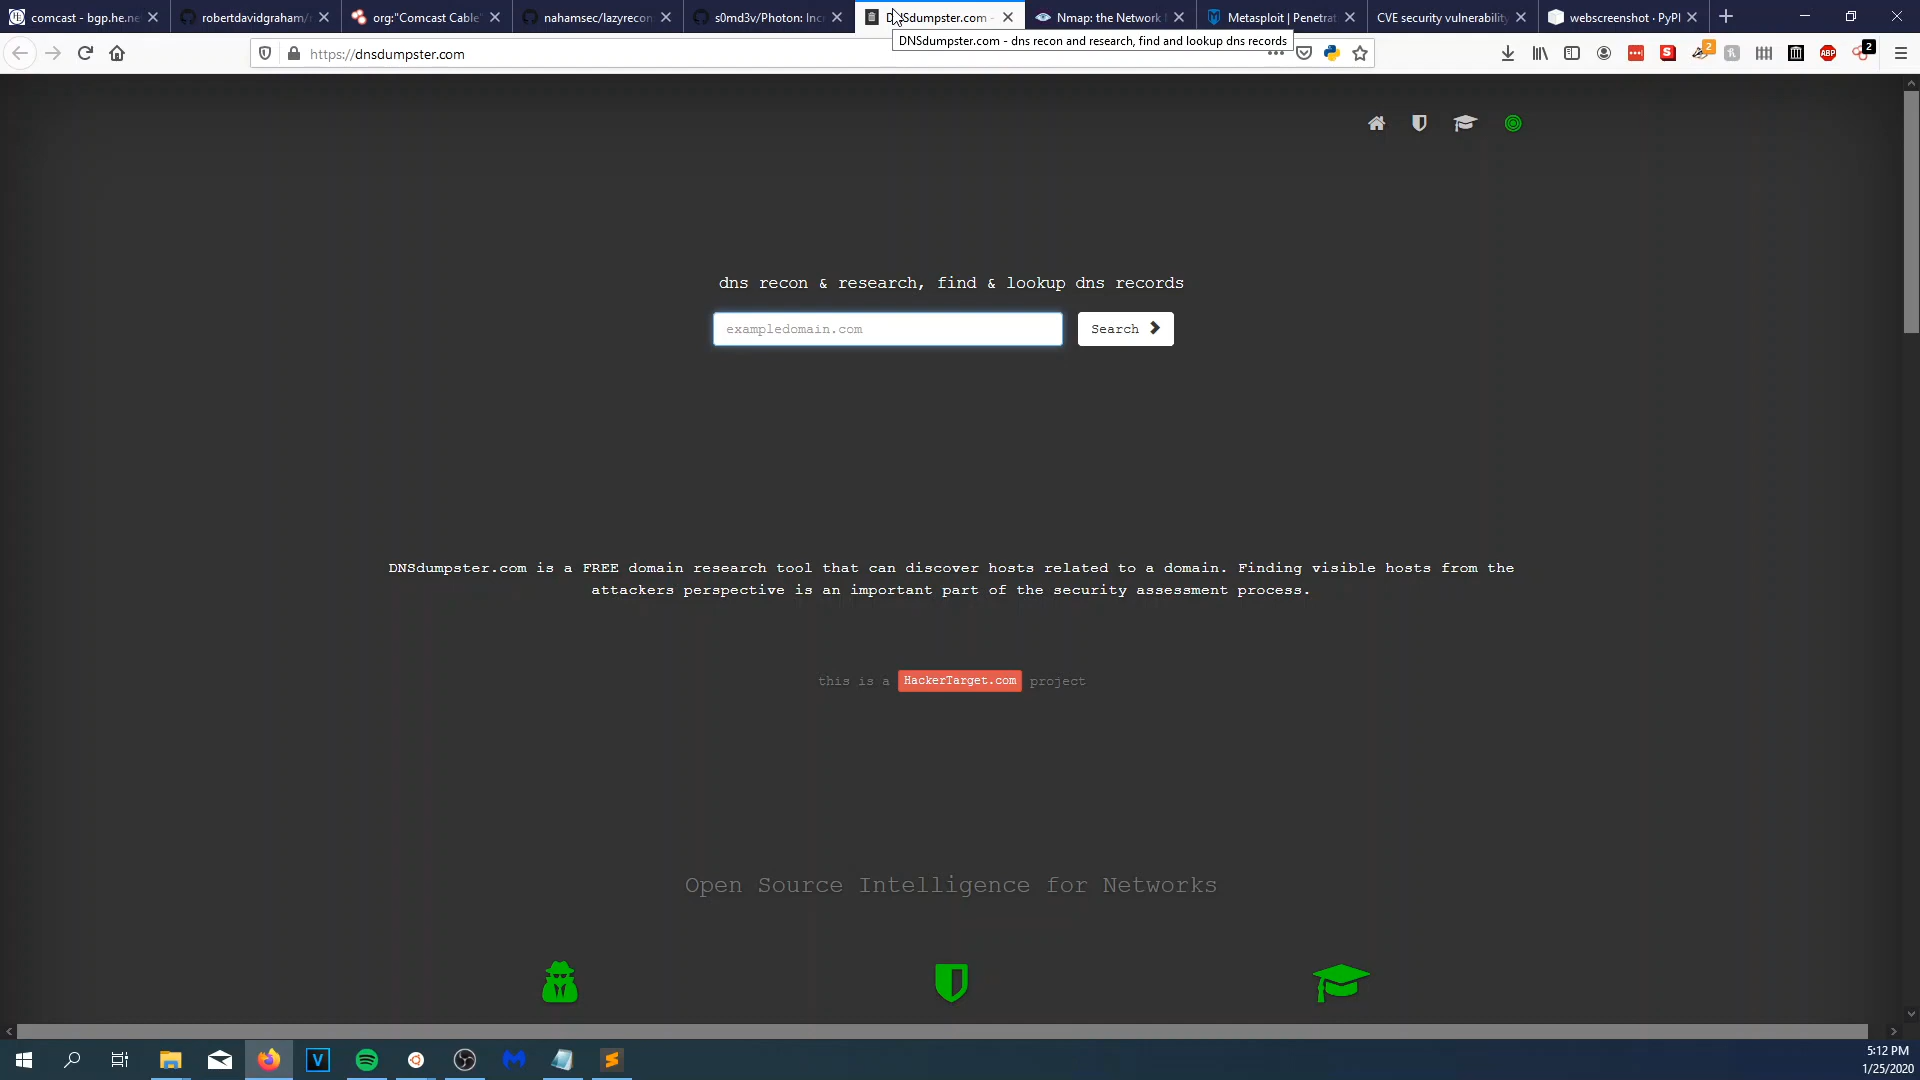 comcast - bgp.he.ne
robertdavidgraham/
org:"Comcast Cable"
nahamsec/lazyrecon
s0md3v/Photon: Inc
DNSdumpster.com -
Nmap: the Network
Metasploit | Penetrat
CVE security vulnerability
webscreenshot · PyPI
DNSdumpster.com - dns recon and research, find and lookup dns records
https://dnsdumpster.com
2
ABP
2
dns recon & research, find & lookup dns records
exampledomain.com
Search
DNSdumpster.com is a FREE domain research tool that can discover hosts related to a domain. Finding visible hosts from the
attackers perspective is an important part of the security assessment process.
this is a HackerTarget.com project
Open Source Intelligence for Networks
5:12 PM
1/25/2020